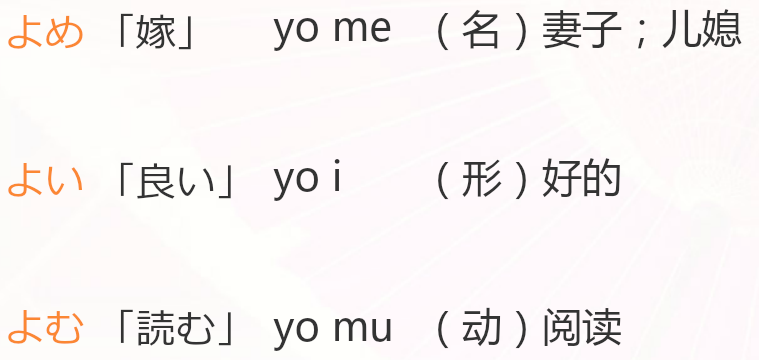 よめ「嫁」 yo me （名）妻子；儿媳
よい「良い」 yo i （形）好的
よむ「読む」 yo mu （动）阅读